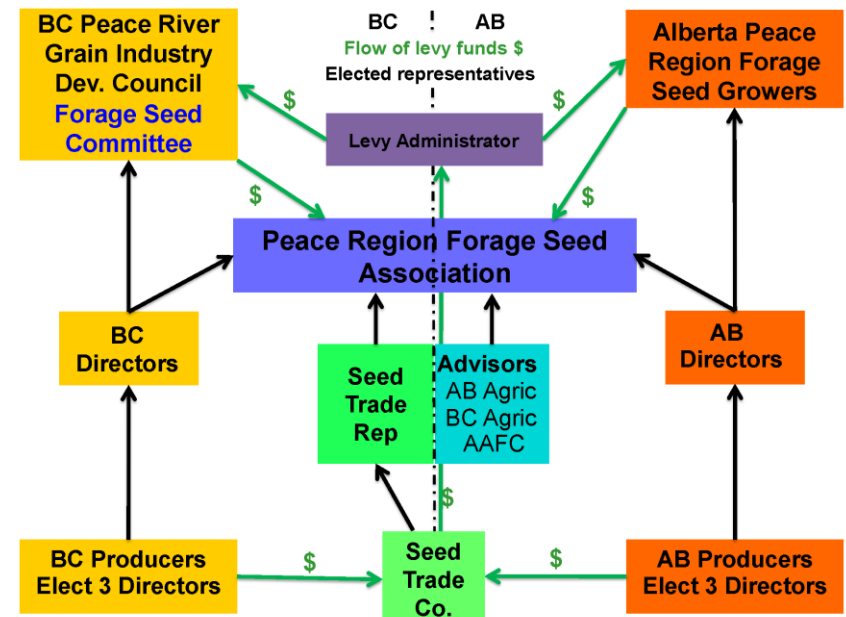 BC Peace River
Grain Industry
Dev. Council
Forage Seed
Committee
BC AB
Flow of levy funds $
Elected representatives
Alberta Peace
Region Forage
Seed Growers
$
$
Levy Administrator
$
$
Peace Region Forage Seed
Association
BC
Directors
AB
Directors
Seed
Trade
Rep
Advisors
AB Agric
BC Agric
AAFC
$
BC Producers
Elect 3 Directors
$
Seed
Trade
Co.
$
AB Producers
Elect 3 Directors